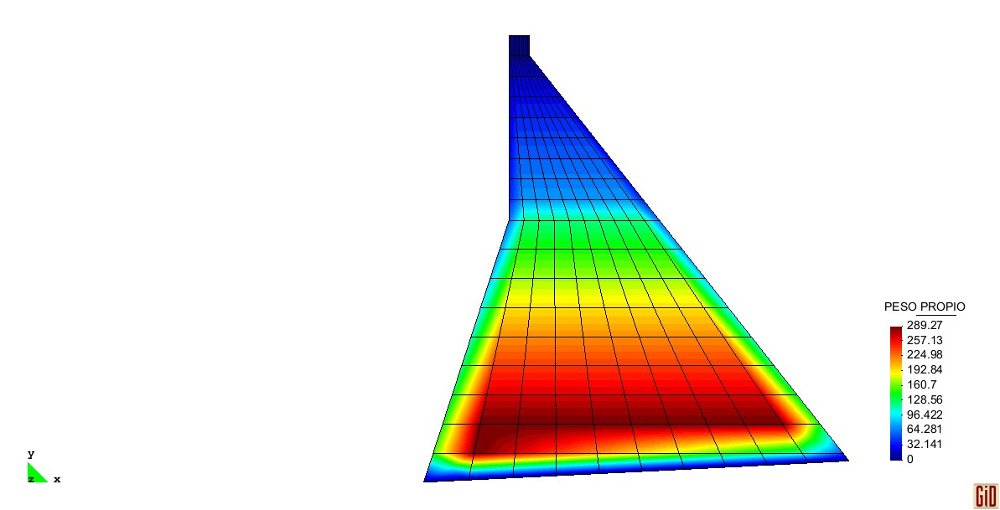 PESO PROPIO
289.27
257.13
224.98
192.84
160.7
128.56
96.422
64.281
32.141
0
y
z x
GiD